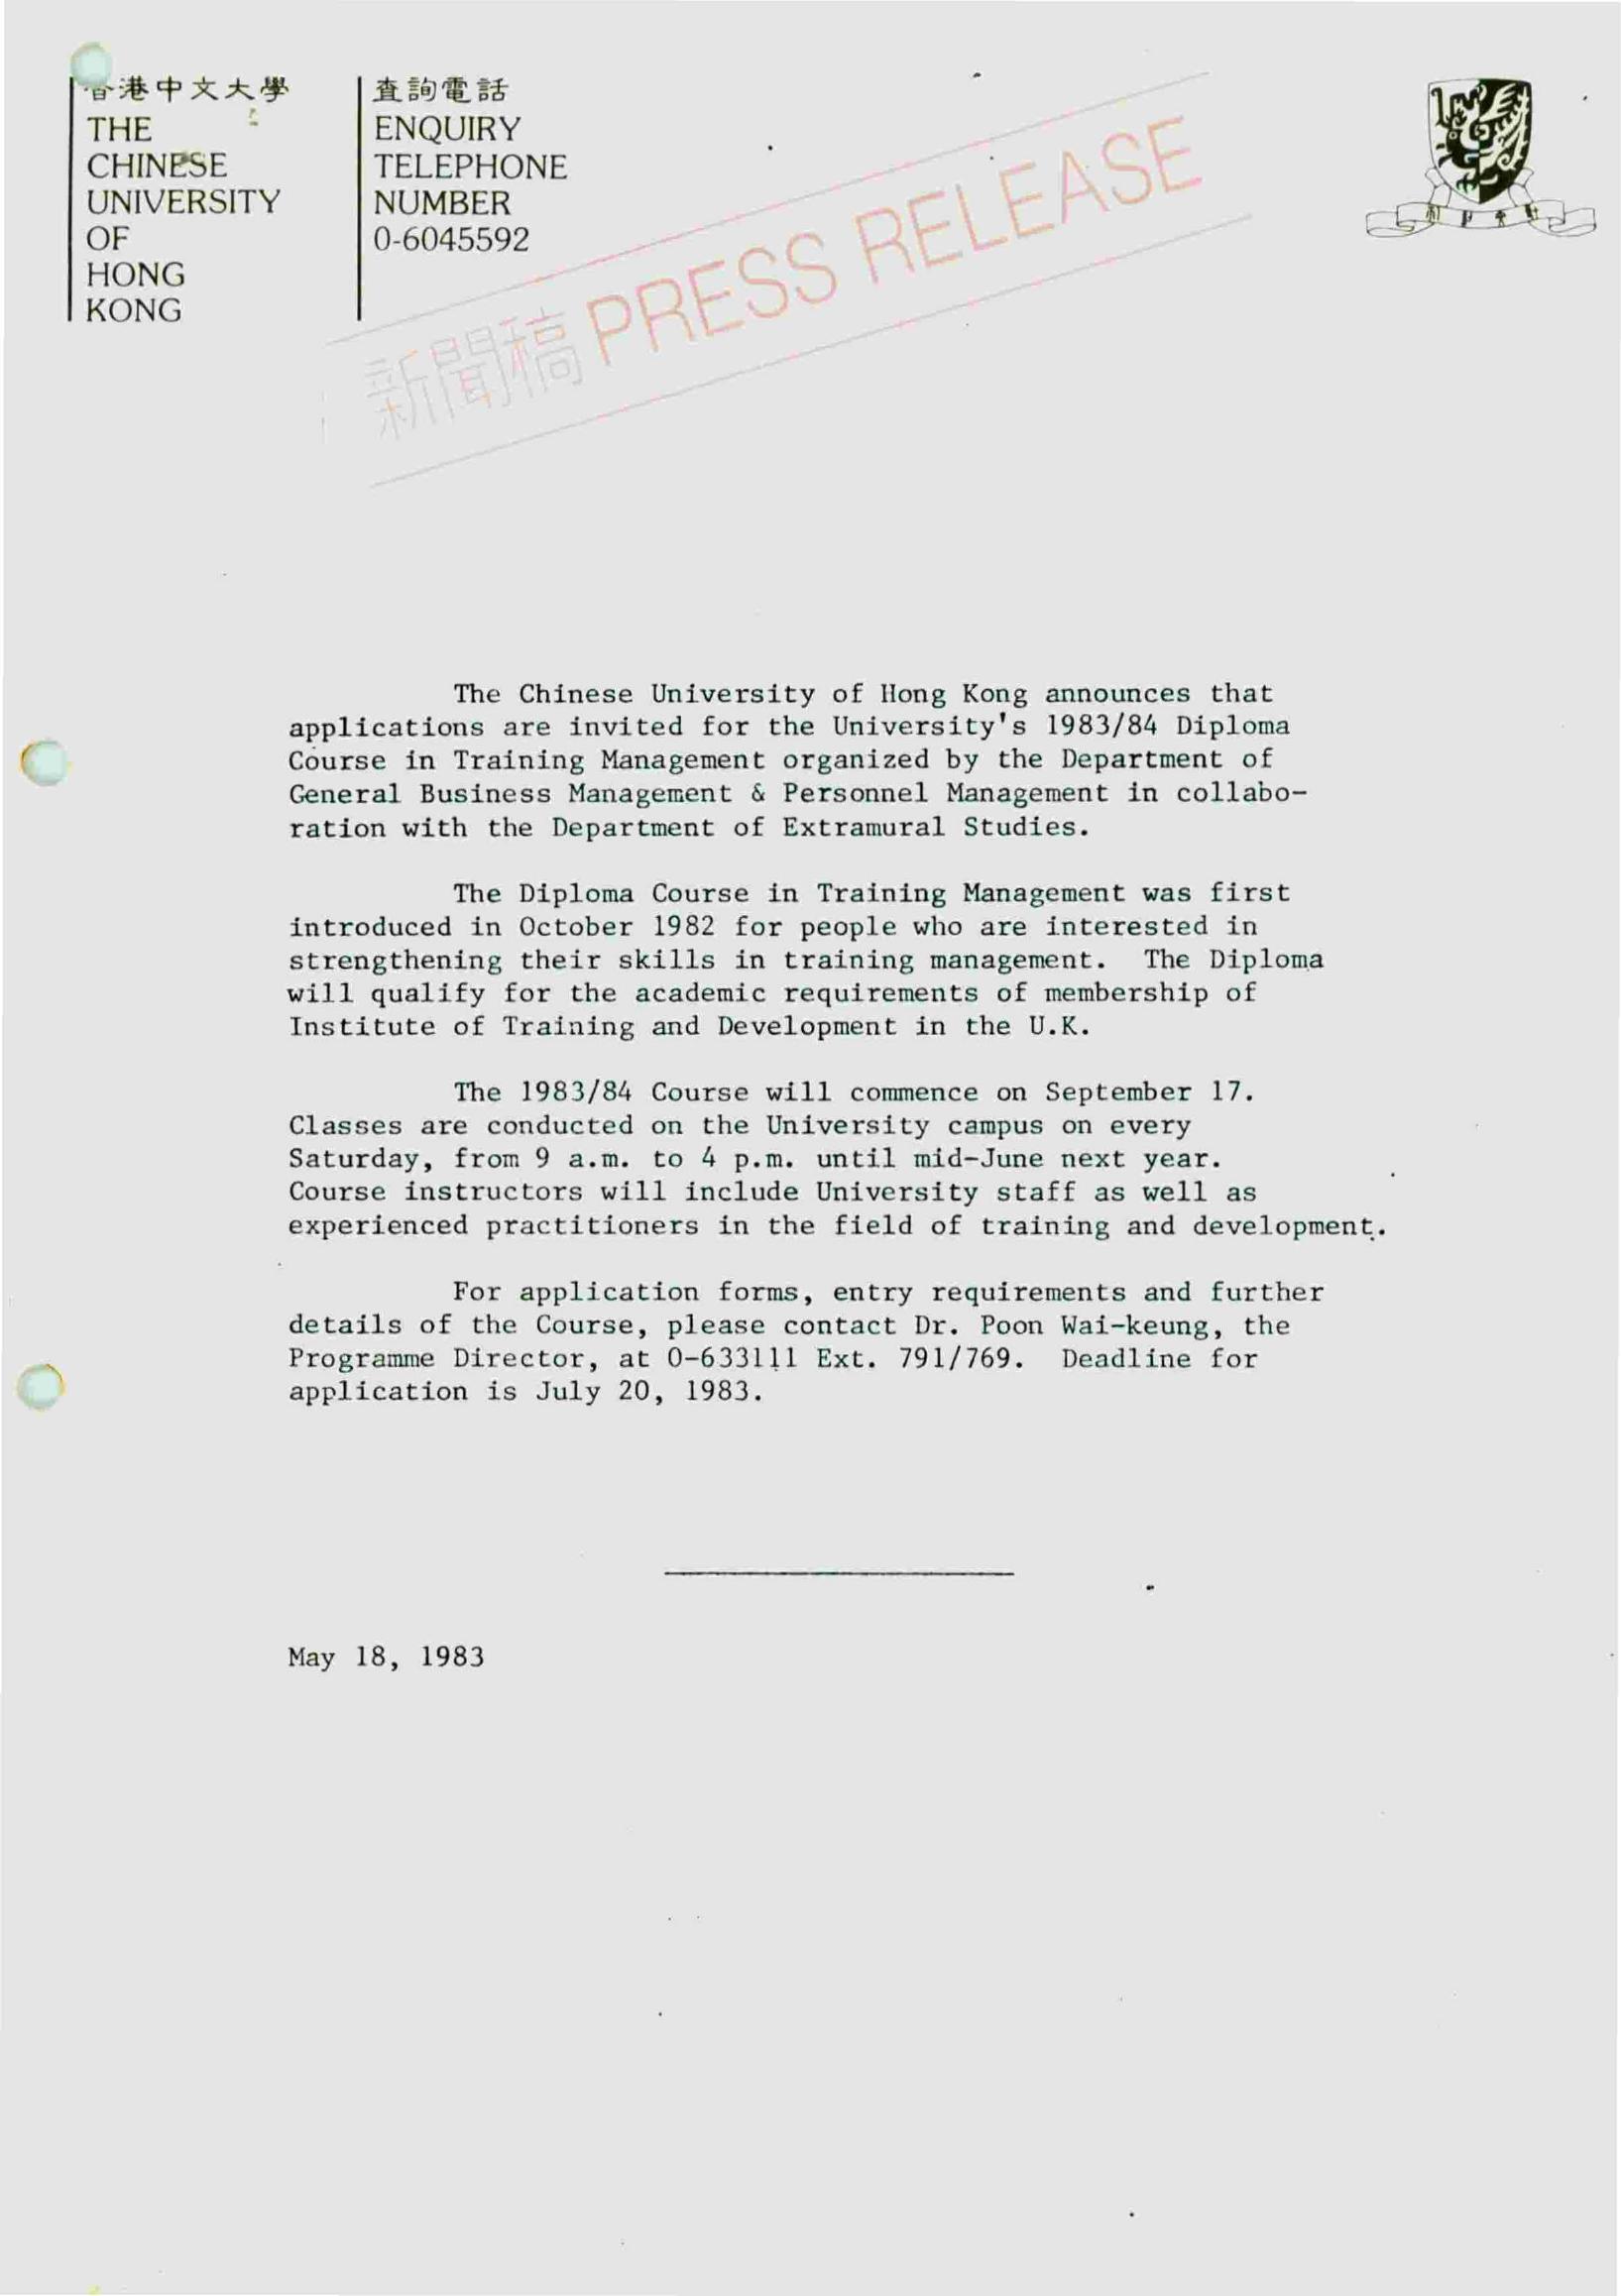 香港中文大學
THE
CHINESE
UNIVERSITY
OF
HONG
KONG
查詢電話
ENQUIRY
TELEPHONE
NUMBER
0-6045592
新聞稿 PRESS RELEASE
The Chinese University of Hong Kong announces that
applications are invited for the University's 1983/84 Diploma
Course in Training Management organized by the Department of
General Business Management & Personnel Management in collabo-
ration with the Department of Extramural Studies.
The Diploma Course in Training Management was first
introduced in October 1982 for people who are interested in
strengthening their skills in training management. The Diploma
will qualify for the academic requirements of membership of
Institute of Training and Development in the U.K.
The 1983/84 Course will commence on September 17.
Classes are conducted on the University campus on every
Saturday, from 9 a.m. to 4 p.m. until mid-June next year.
Course instructors will include University staff as well as
experienced practitioners in the field of training and development.
For application forms, entry requirements and further
details of the Course, please contact Dr. Poon Wai-keung, the
Programme Director, at 0-633111 Ext. 791/769. Deadline for
application is July 20, 1983.
May 18, 1983